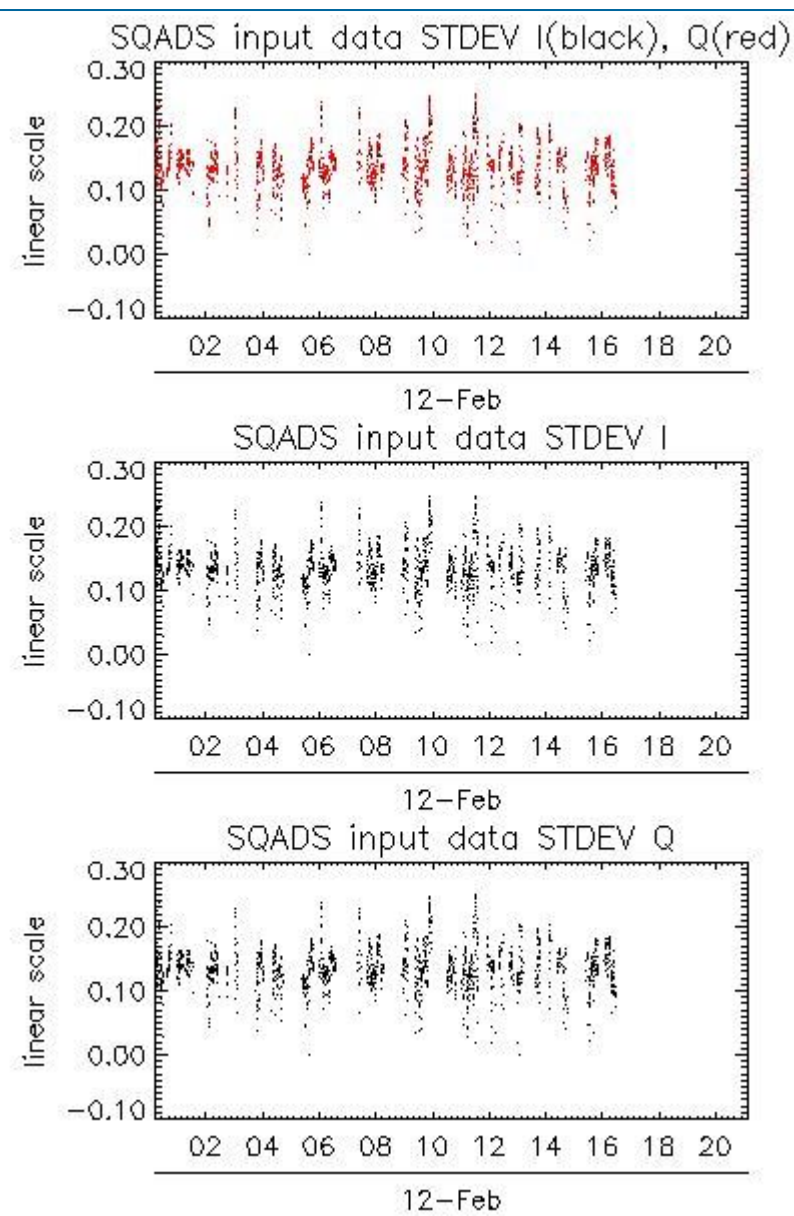 SQADS input data STDEV I(black), Q(red)
0.30
0.20
0.10
0.00
-0.10
linear scale
02 04 06 08 10 12 14 16 18 20
12-Feb
SQADS input data STDEV I
0.30
0.20
0.10
0.00
-0.10
linear scale
02 04 06 08 10 12 14 16 18 20
12-Feb
SQADS input data STDEV Q
0.30
0.20
0.10
0.00
-0.10
linear scale
02 04 06 08 10 12 14 16 18 20
12-Feb